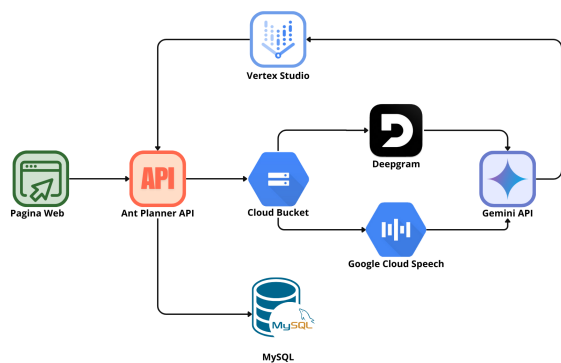 Vertex Studio
Deepgram
Pagina Web
API
Ant Planner API
Cloud Bucket
Gemini API
Google Cloud Speech
MySQL
MySQL